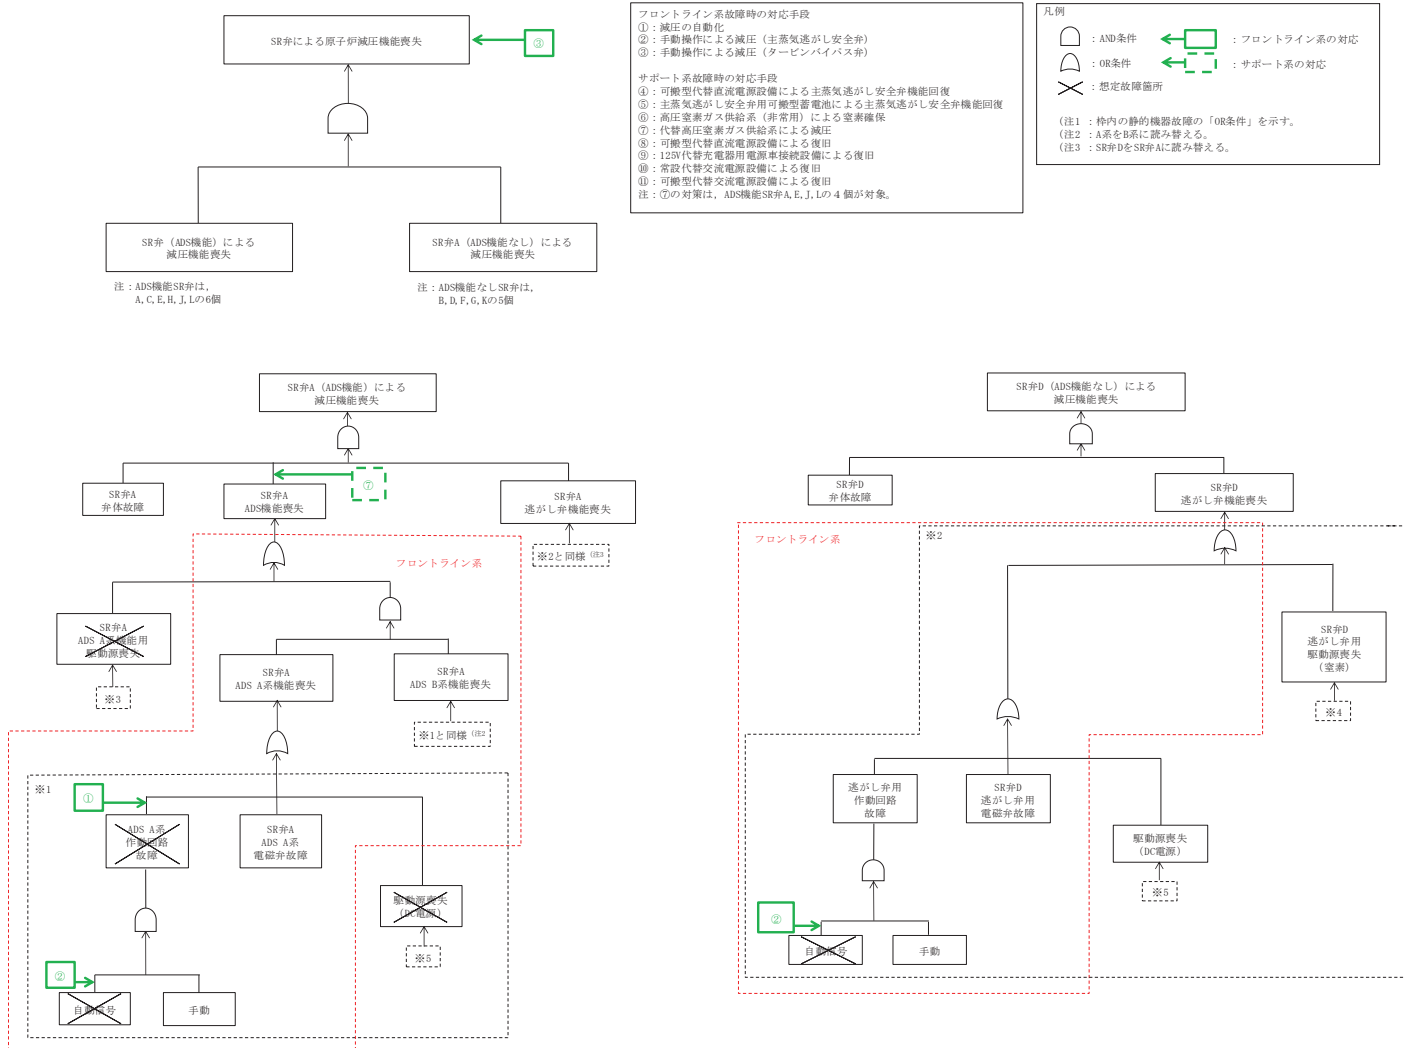 SR弁による原子炉減圧機能喪失
③
SR弁（ADS機能）による
減圧機能喪失
SR弁A（ADS機能なし）による
減圧機能喪失
注：ADS機能SR弁は，
A, C, E, H, J, Lの6個
注：ADS機能なしSR弁は，
B, D, F, G, Kの5個
フロントライン系故障時の対応手段
①：減圧の自動化
②：手動操作による減圧（主蒸気逃がし安全弁）
③：手動操作による減圧（タービンバイパス弁）
サポート系故障時の対応手段
④：可搬型代替直流電源設備による主蒸気逃がし安全弁機能回復
⑤：主蒸気逃がし安全弁用可搬型蓄電池による主蒸気逃がし安全弁機能回復
⑥：高圧窒素ガス供給系（非常用）による窒素確保
⑦：代替高圧窒素ガス供給系による減圧
⑧：可搬型代替直流電源設備による復旧
⑨：125V代替充電器用電源車接続設備による復旧
⑩：常設代替交流電源設備による復旧
⑪：可搬型代替交流電源設備による復旧
注：⑦の対策は，ADS機能SR弁A, E, J, Lの４個が対象。
凡例
：AND条件
：フロントライン系の対応
：OR条件
：サポート系の対応
：想定故障箇所
(注1：枠内の静的機器故障の「OR条件」を示す。
(注2：A系をB系に読み替える。
(注3：SR弁DをSR弁Aに読み替える。
SR弁A（ADS機能）による
減圧機能喪失
⑦
SR弁A
弁体故障
SR弁A
ADS機能喪失
SR弁A
逃がし弁機能喪失
※2と同様 (注3
フロントライン系
SR弁A
ADS A系機能用
駆動源喪失
※3
SR弁A
ADS A系機能喪失
SR弁A
ADS B系機能喪失
※1と同様 (注2
※1
①
ADS A系
作動回路
故障
SR弁A
ADS A系
電磁弁故障
駆動源喪失
(DC電源)
※5
②
自動信号
手動
SR弁D（ADS機能なし）による
減圧機能喪失
SR弁D
弁体故障
SR弁D
逃がし弁機能喪失
フロントライン系
※2
SR弁D
逃がし弁用
駆動源喪失
（窒素）
※4
逃がし弁用
作動回路
故障
SR弁D
逃がし弁用
電磁弁故障
駆動源喪失
（DC電源）
※5
②
自動信号
手動